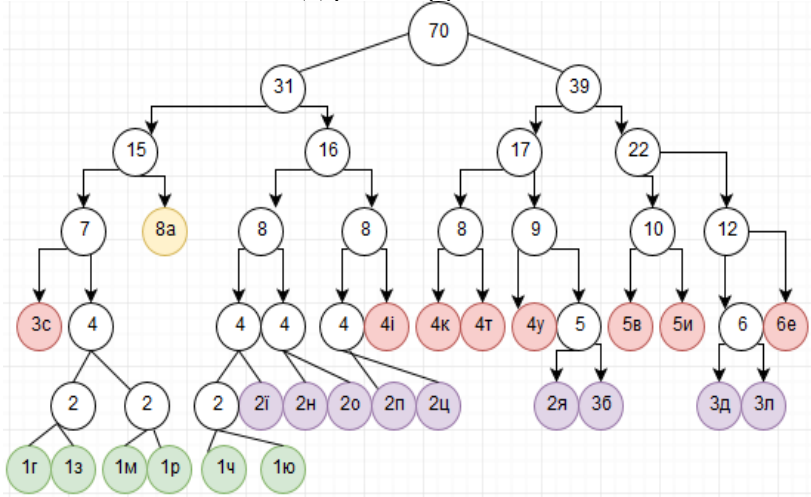 70
31 39
15 16 17 22
7 8а 8 8 8 9 10 12
3с 4 4 4 4 4і 4к 4т 4у 5 5в 5и 6 6е
2 2 2 2ї 2н 2о 2п 2ц 2я 3б 3д 3л
1г 1з 1м 1р 1ч 1ю